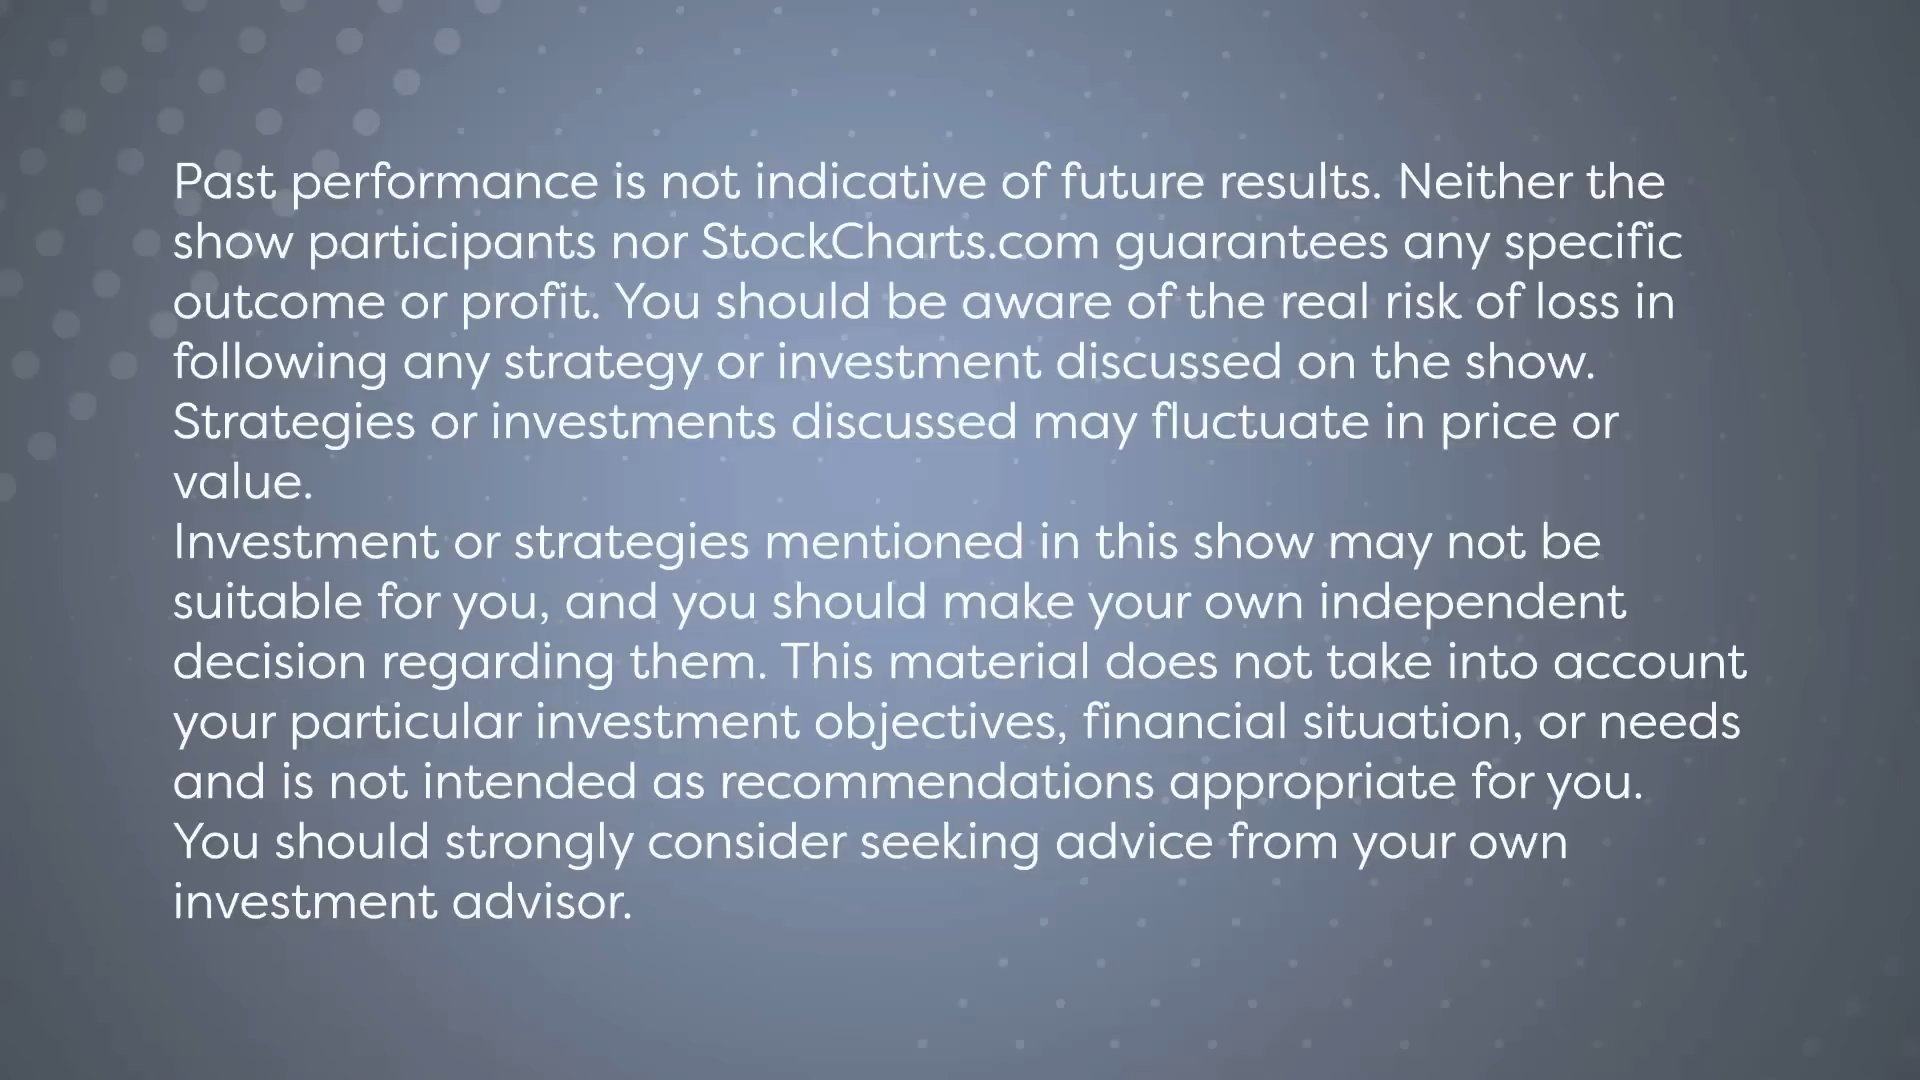 Past performance is not indicative of future results. Neither the
show participants nor StockCharts.com guarantees any specific
outcome or profit. You should be aware of the real risk of loss in
following any strategy or investment discussed on the show.
Strategies or investments discussed may fluctuate in price or
value.
Investment or strategies mentioned in this show may not be
suitable for you, and you should make your own independent
decision regarding them. This material does not take into account
your particular investment objectives, financial situation, or needs
and is not intended as recommendations appropriate for you.
You should strongly consider seeking advice from your own
investment advisor.